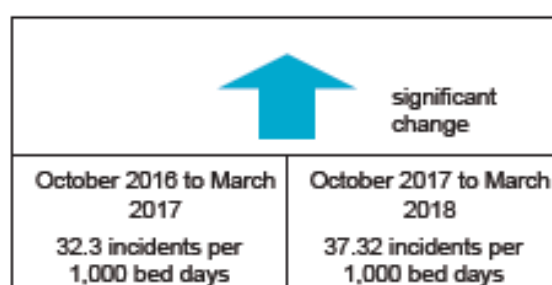 significant
change
October 2016 to March
2017
32.3 incidents per
1,000 bed days
October 2017 to March
2018
37.32 incidents per
1,000 bed days